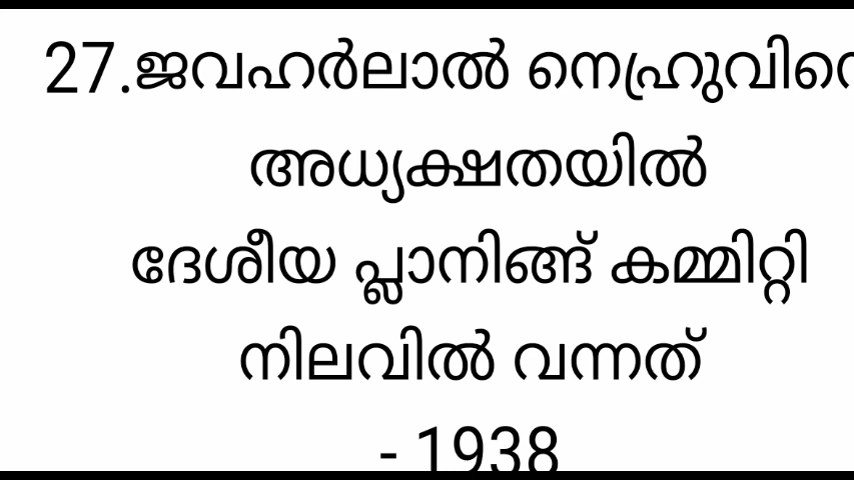 27.ജവഹർലാൽ നെഹ്രുവിനെ
അധ്യക്ഷതയിൽ
ദേശീയ പ്ലാനിങ്ങ് കമ്മിറ്റി
നിലവിൽ വന്നത്
- 1938